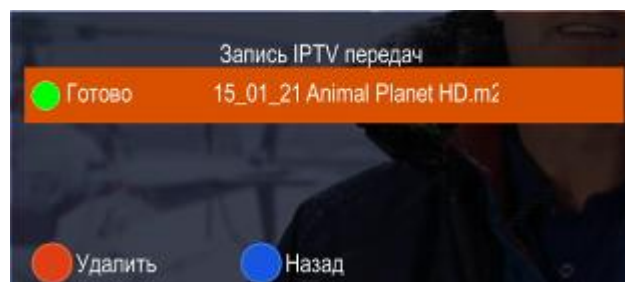 Запись IPTV передач
Готово 15_01_21 Animal Planet HD.m2
Удалить Назад